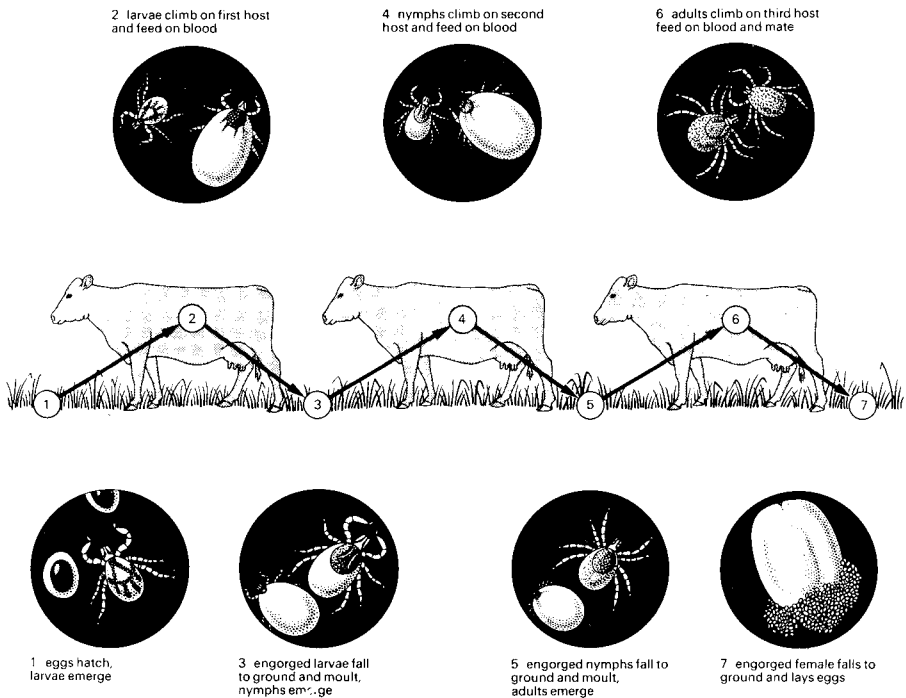 2 larvae climb on first host
and feed on blood
4 nymphs climb on second
host and feed on blood
6 adults climb on third host
feed on blood and mate
2
4
6
1
3
5
7
1 eggs hatch,
larvae emerge
3 engorged larvae fall
to ground and moult,
nymphs emerge
5 engorged nymphs fall to
ground and moult,
adults emerge
7 engorged female falls to
ground and lays eggs